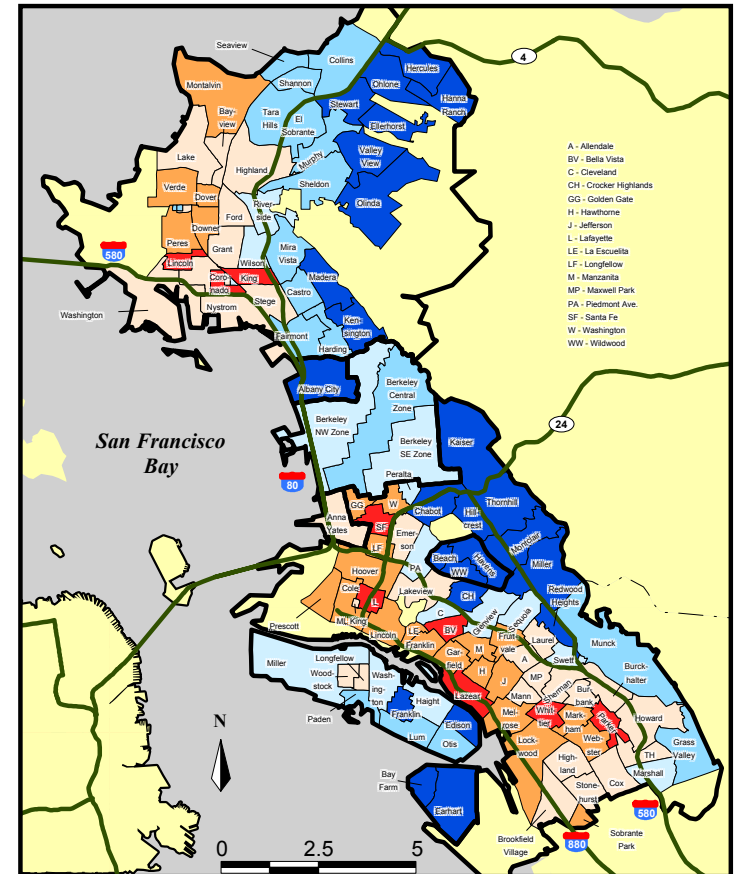 Seaview
Collins
4
Montalvin
Shannon
Hercules
Ohlone
Hanna
Ranch
Stewart
Bay-
view
Tara
Hills
El
Sobrante
Ellerhorst
Valley
View
Lake
Highland
Murphy
Sheldon
Olinda
Verde
Dover
River
side
Ford
Downer
Peres
Grant
Mira
Vista
580
Lincoln
Wilson
Madera
Coro-
nado
King
Castro
Nystrom
Stege
Washington
Ken-
sington
Fairmont
Harding
A - Allendale
BV - Bella Vista
C - Cleveland
CH - Crocker Highlands
GG - Golden Gate
H - Hawthorne
J - Jefferson
L - Lafayette
LE - La Escuelita
LF - Longfellow
M - Manzanita
MP - Maxwell Park
PA - Piedmont Ave.
SF - Santa Fe
W - Washington
WW - Wildwood
Albany City
Berkeley
Central
Zone
Berkeley
NW Zone
Berkeley
SE Zone
Kaiser
24
San Francisco
Bay
80
Peralta
Anna
Yates
GG
W
SF
Chabot
Hill-
crest
Thornhill
Emer-
son
LF
Montclair
Hoover
PA
Beach
WW
Havens
Miller
Cole
L
Lakeview
CH
Redwood
Heights
ML King
C
Glenview
Sequoia
Prescott
Lincoln
LE
BV
Franklin
Fruit-
vale
Laurel
Munck
Gar-
field
M
A
Swett
Burck-
halter
Miller
Longfellow
Wood-
stock
Wash-
ing-
ton
H
MP
J
Sherman
Bur-
bank
Lazear
Mann
Haight
Franklin
Mel-
rose
Whit-
tier
Mark-
ham
Parker
Howard
Paden
Edison
Lum
Otis
Lock-
wood
Web-
ster
TH
Grass
Valley
High-
land
Marshall
N
Bay
Farm
Stone-
hurst
Cox
Earhart
580
Brookfield
Village
880
Sobrante
Park
0
2.5
5